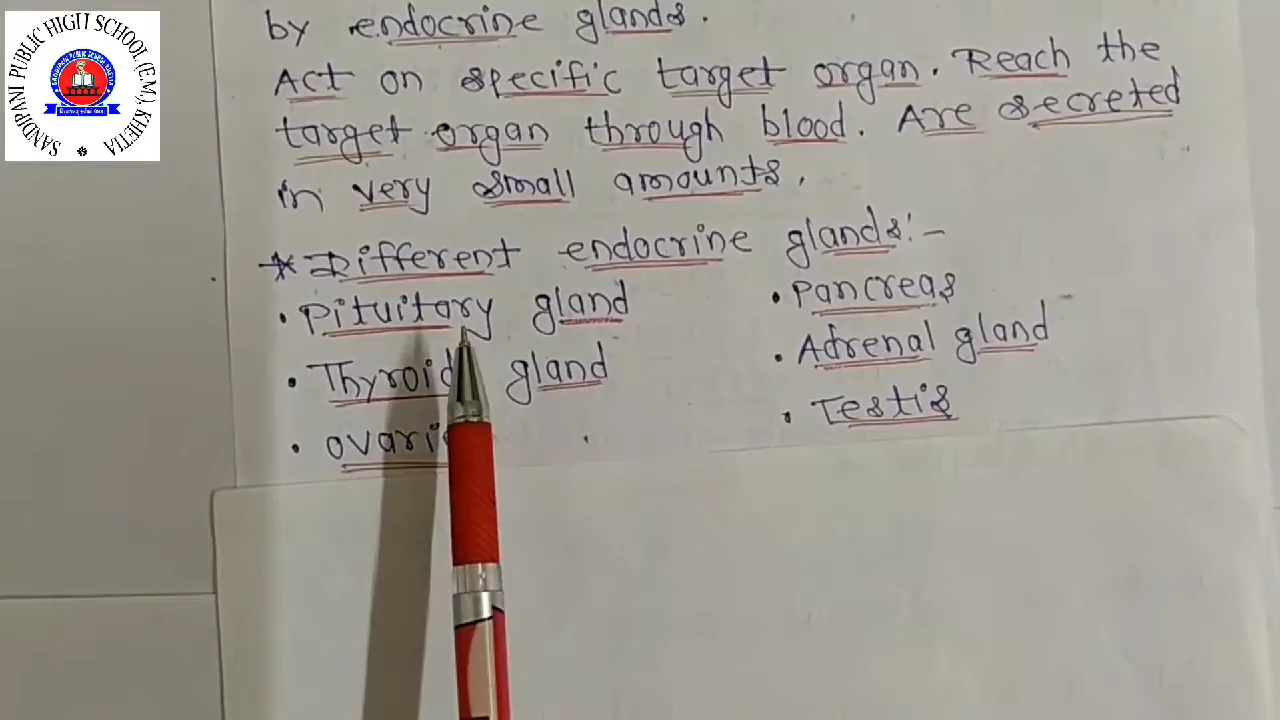 SANDIPANI PUBLIC HIGH SCHOOL (E.M.), KHETIA
by endocrine glands.
Act on specific target organ. Reach the
target organ through blood. Are secreted
in very small amounts.
* Different endocrine glands:-
• Pituitary gland • Pancreas
• Thyroid gland • Adrenal gland
• Testis